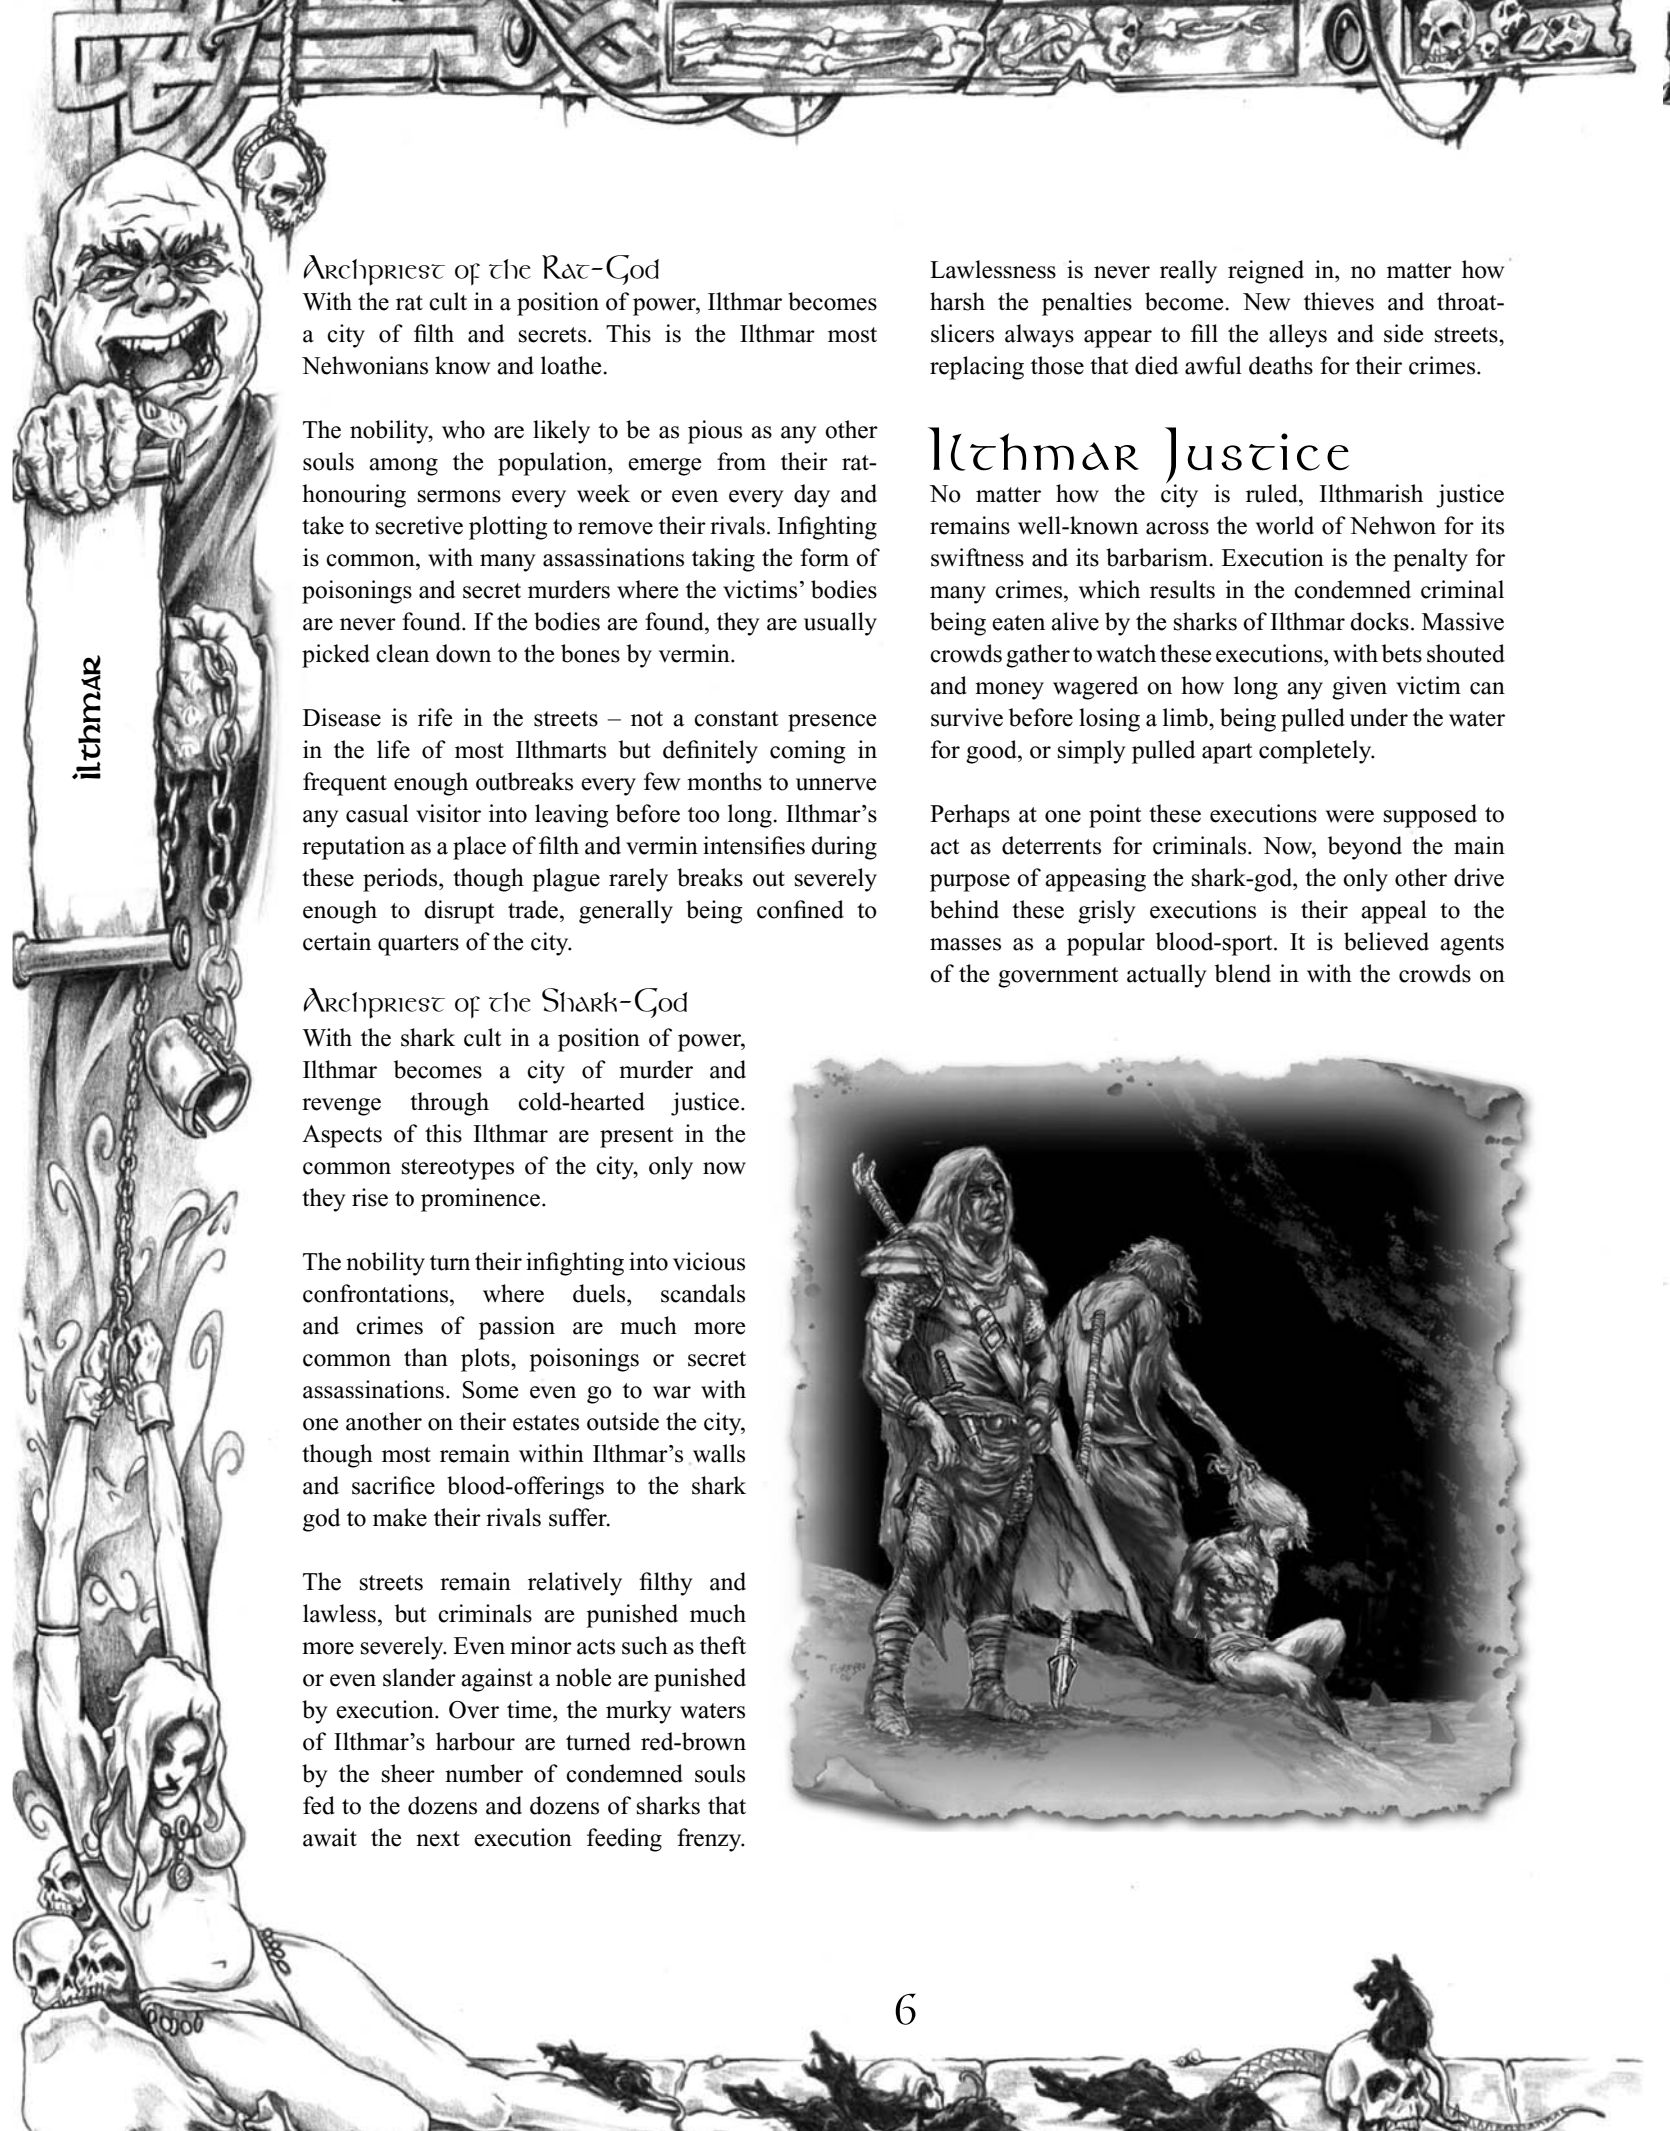 Archpriest of the Rat-God
With the rat cult in a position of power, Ilthmar becomes
a city of filth and secrets. This is the Ilthmar most
Nehwonians know and loathe.
The nobility, who are likely to be as pious as any other
souls among the population, emerge from their rat-
honouring sermons every week or even every day and
take to secretive plotting to remove their rivals. Infighting
is common, with many assassinations taking the form of
poisonings and secret murders where the victims' bodies
are never found. If the bodies are found, they are usually
picked clean down to the bones by vermin.
Disease is rife in the streets – not a constant presence
in the life of most Ilthmarts but definitely coming in
frequent enough outbreaks every few months to unnerve
any casual visitor into leaving before too long. Ilthmar's
reputation as a place of filth and vermin intensifies during
these periods, though plague rarely breaks out severely
enough to disrupt trade, generally being confined to
certain quarters of the city.
Archpriest of the Shark-God
With the shark cult in a position of power,
Ilthmar becomes a city of murder and
revenge through cold-hearted justice.
Aspects of this Ilthmar are present in the
common stereotypes of the city, only now
they rise to prominence.
The nobility turn their infighting into vicious
confrontations, where duels, scandals
and crimes of passion are much more
common than plots, poisonings or secret
assassinations. Some even go to war with
one another on their estates outside the city,
though most remain within Ilthmar's walls
and sacrifice blood-offerings to the shark
god to make their rivals suffer.
The streets remain relatively filthy and
lawless, but criminals are punished much
more severely. Even minor acts such as theft
or even slander against a noble are punished
by execution. Over time, the murky waters
of Ilthmar's harbour are turned red-brown
by the sheer number of condemned souls
fed to the dozens and dozens of sharks that
await the next execution feeding frenzy.
Lawlessness is never really reigned in, no matter how
harsh the penalties become. New thieves and throat-
slicers always appear to fill the alleys and side streets,
replacing those that died awful deaths for their crimes.
Ilthmar Justice
No matter how the city is ruled, Ilthmarish justice
remains well-known across the world of Nehwon for its
swiftness and its barbarism. Execution is the penalty for
many crimes, which results in the condemned criminal
being eaten alive by the sharks of Ilthmar docks. Massive
crowds gather to watch these executions, with bets shouted
and money wagered on how long any given victim can
survive before losing a limb, being pulled under the water
for good, or simply pulled apart completely.
Perhaps at one point these executions were supposed to
act as deterrents for criminals. Now, beyond the main
purpose of appeasing the shark-god, the only other drive
behind these grisly executions is their appeal to the
masses as a popular blood-sport. It is believed agents
of the government actually blend in with the crowds on
ilthmar
6